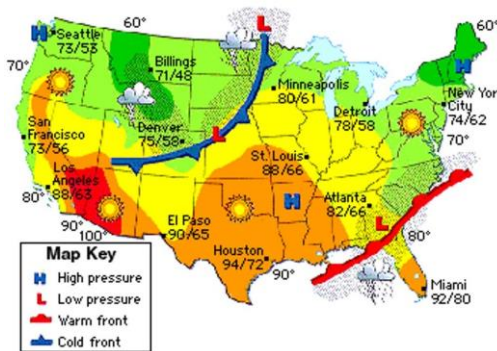 60°
L
60°
H
Seattle
73/53
Billings
71/48
H
70°
Minneapolis
80/61
New York
City
74/62
Detroit
78/58
San
Francisco
73/56
Denver
75/58
L
70°
St. Louis
88/66
Los
Angeles
88/63
Atlanta
82/66
80°
H
El Paso
90/65
L
80°
90°
100°
Houston
94/72
90°
Miami
92/80
Map Key
H High pressure
L Low pressure
Warm front
Cold front